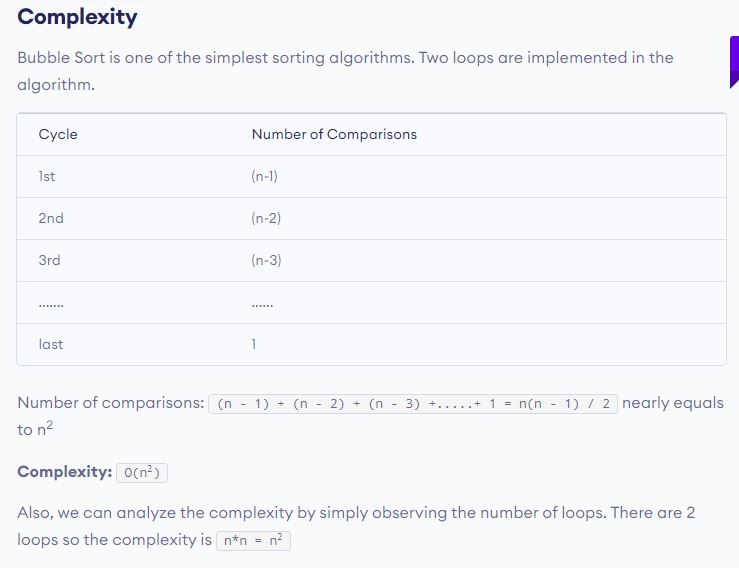 Complexity
Bubble Sort is one of the simplest sorting algorithms. Two loops are implemented in the
algorithm.
Cycle Number of Comparisons
1st (n-1)
2nd (n-2)
3rd (n-3)
....... ......
last 1
Number of comparisons: (n - 1) + (n - 2) + (n - 3) +.....+ 1 = n(n - 1) / 2 nearly equals
to n²
Complexity: O(n²)
Also, we can analyze the complexity by simply observing the number of loops. There are 2
loops so the complexity is n*n = n²